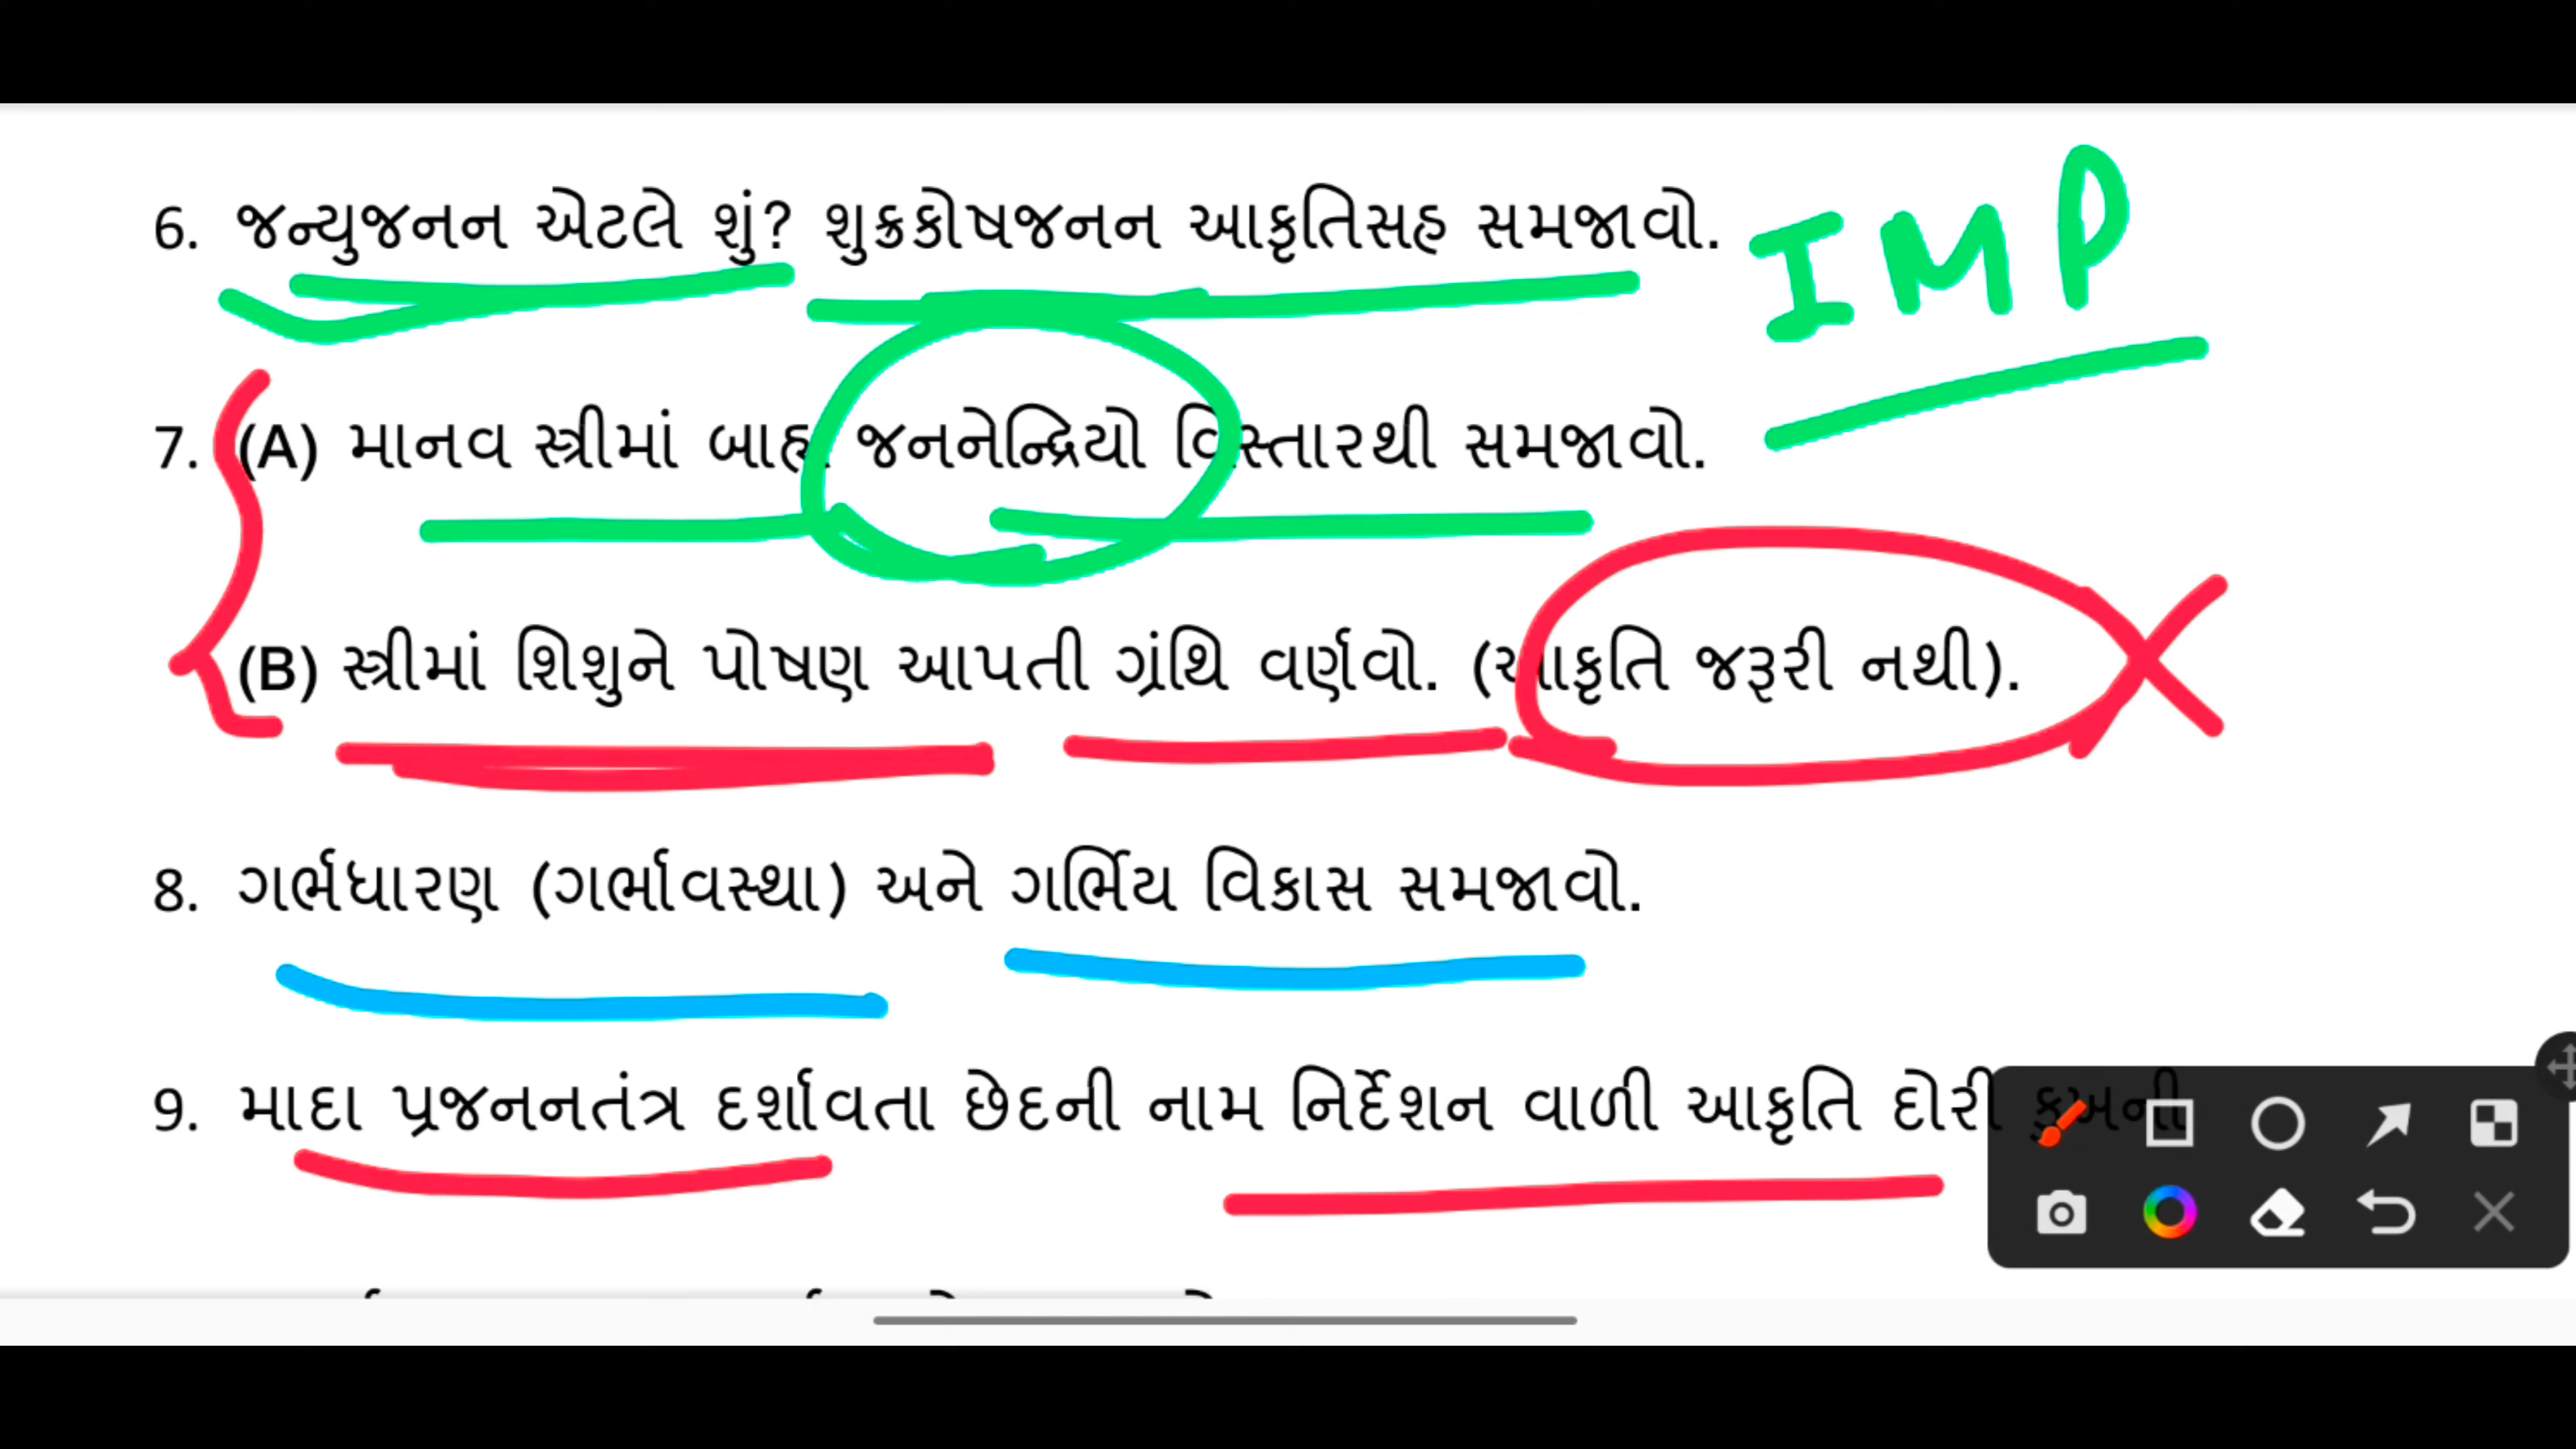 6. જન્યુજનન એટલે શું? શુક્રકોષજનન આકૃતિસહ સમજાવો.
IMP
7. (A) માનવ સ્ત્રીમાં બાહ્ય જનનેન્દ્રિયો વિસ્તારથી સમજાવો.
(B) સ્ત્રીમાં શિશુને પોષણ આપતી ગ્રંથિ વર્ણવો. (આકૃતિ જરૂરી નથી).
8. ગર્ભધારણ (ગર્ભાવસ્થા) અને ગર્ભિય વિકાસ સમજાવો.
9. માદા પ્રજનનતંત્ર દર્શાવતા છેદની નામ નિર્દેશન વાળી આકૃતિ દોરી